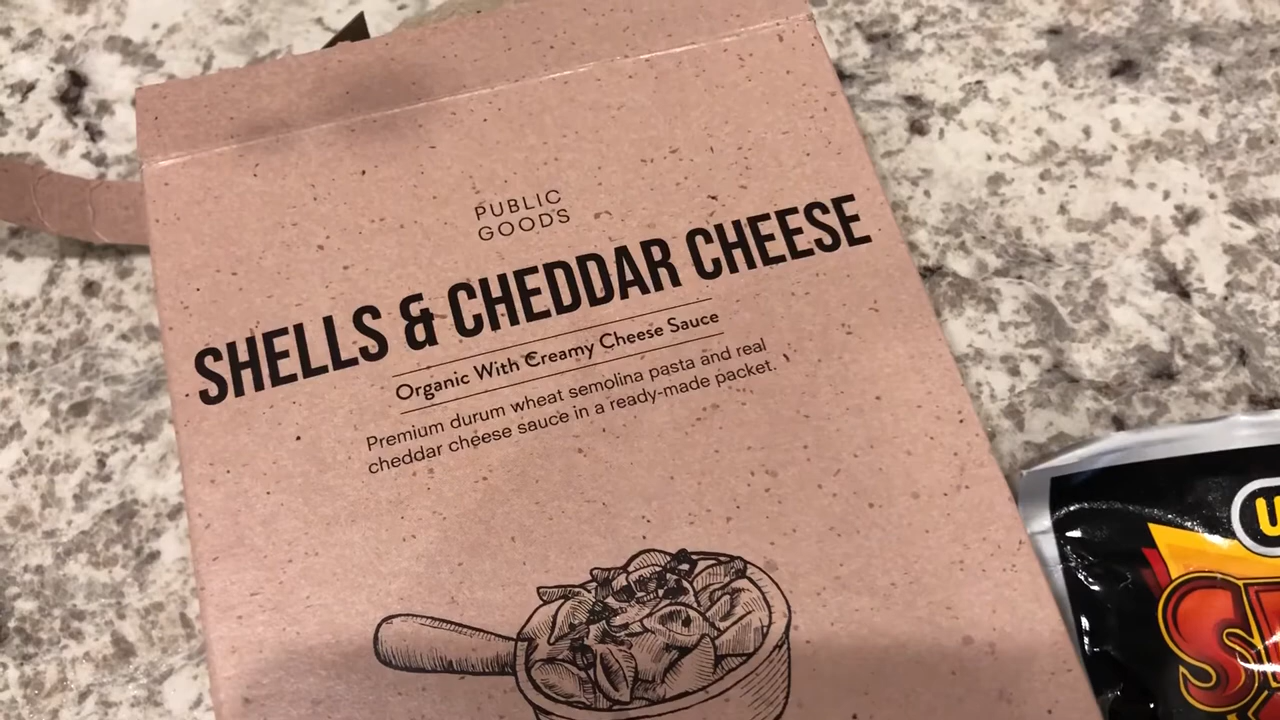 PUBLIC
GOODS
SHELLS & CHEDDAR CHEESE
Organic With Creamy Cheese Sauce
Premium durum wheat semolina pasta and real
cheddar cheese sauce in a ready-made packet.